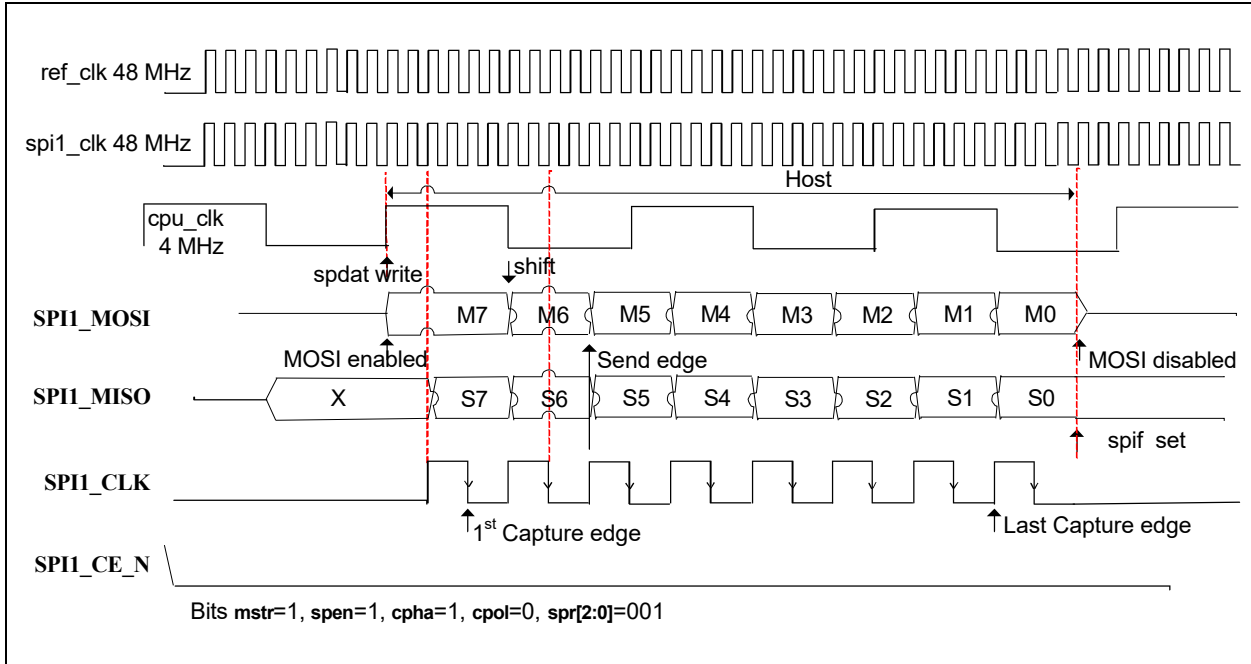 ref_clk 48 MHz
spi1_clk 48 MHz
Host
cpu_clk
4 MHz
spdat write
shift
SPI1_MOSI
M7 M6 M5 M4 M3 M2 M1 M0
MOSI enabled
Send edge
MOSI disabled
SPI1_MISO
X S7 S6 S5 S4 S3 S2 S1 S0
spif set
SPI1_CLK
1st Capture edge
Last Capture edge
SPI1_CE_N
Bits mstr=1, spen=1, cpha=1, cpol=0, spr[2:0]=001